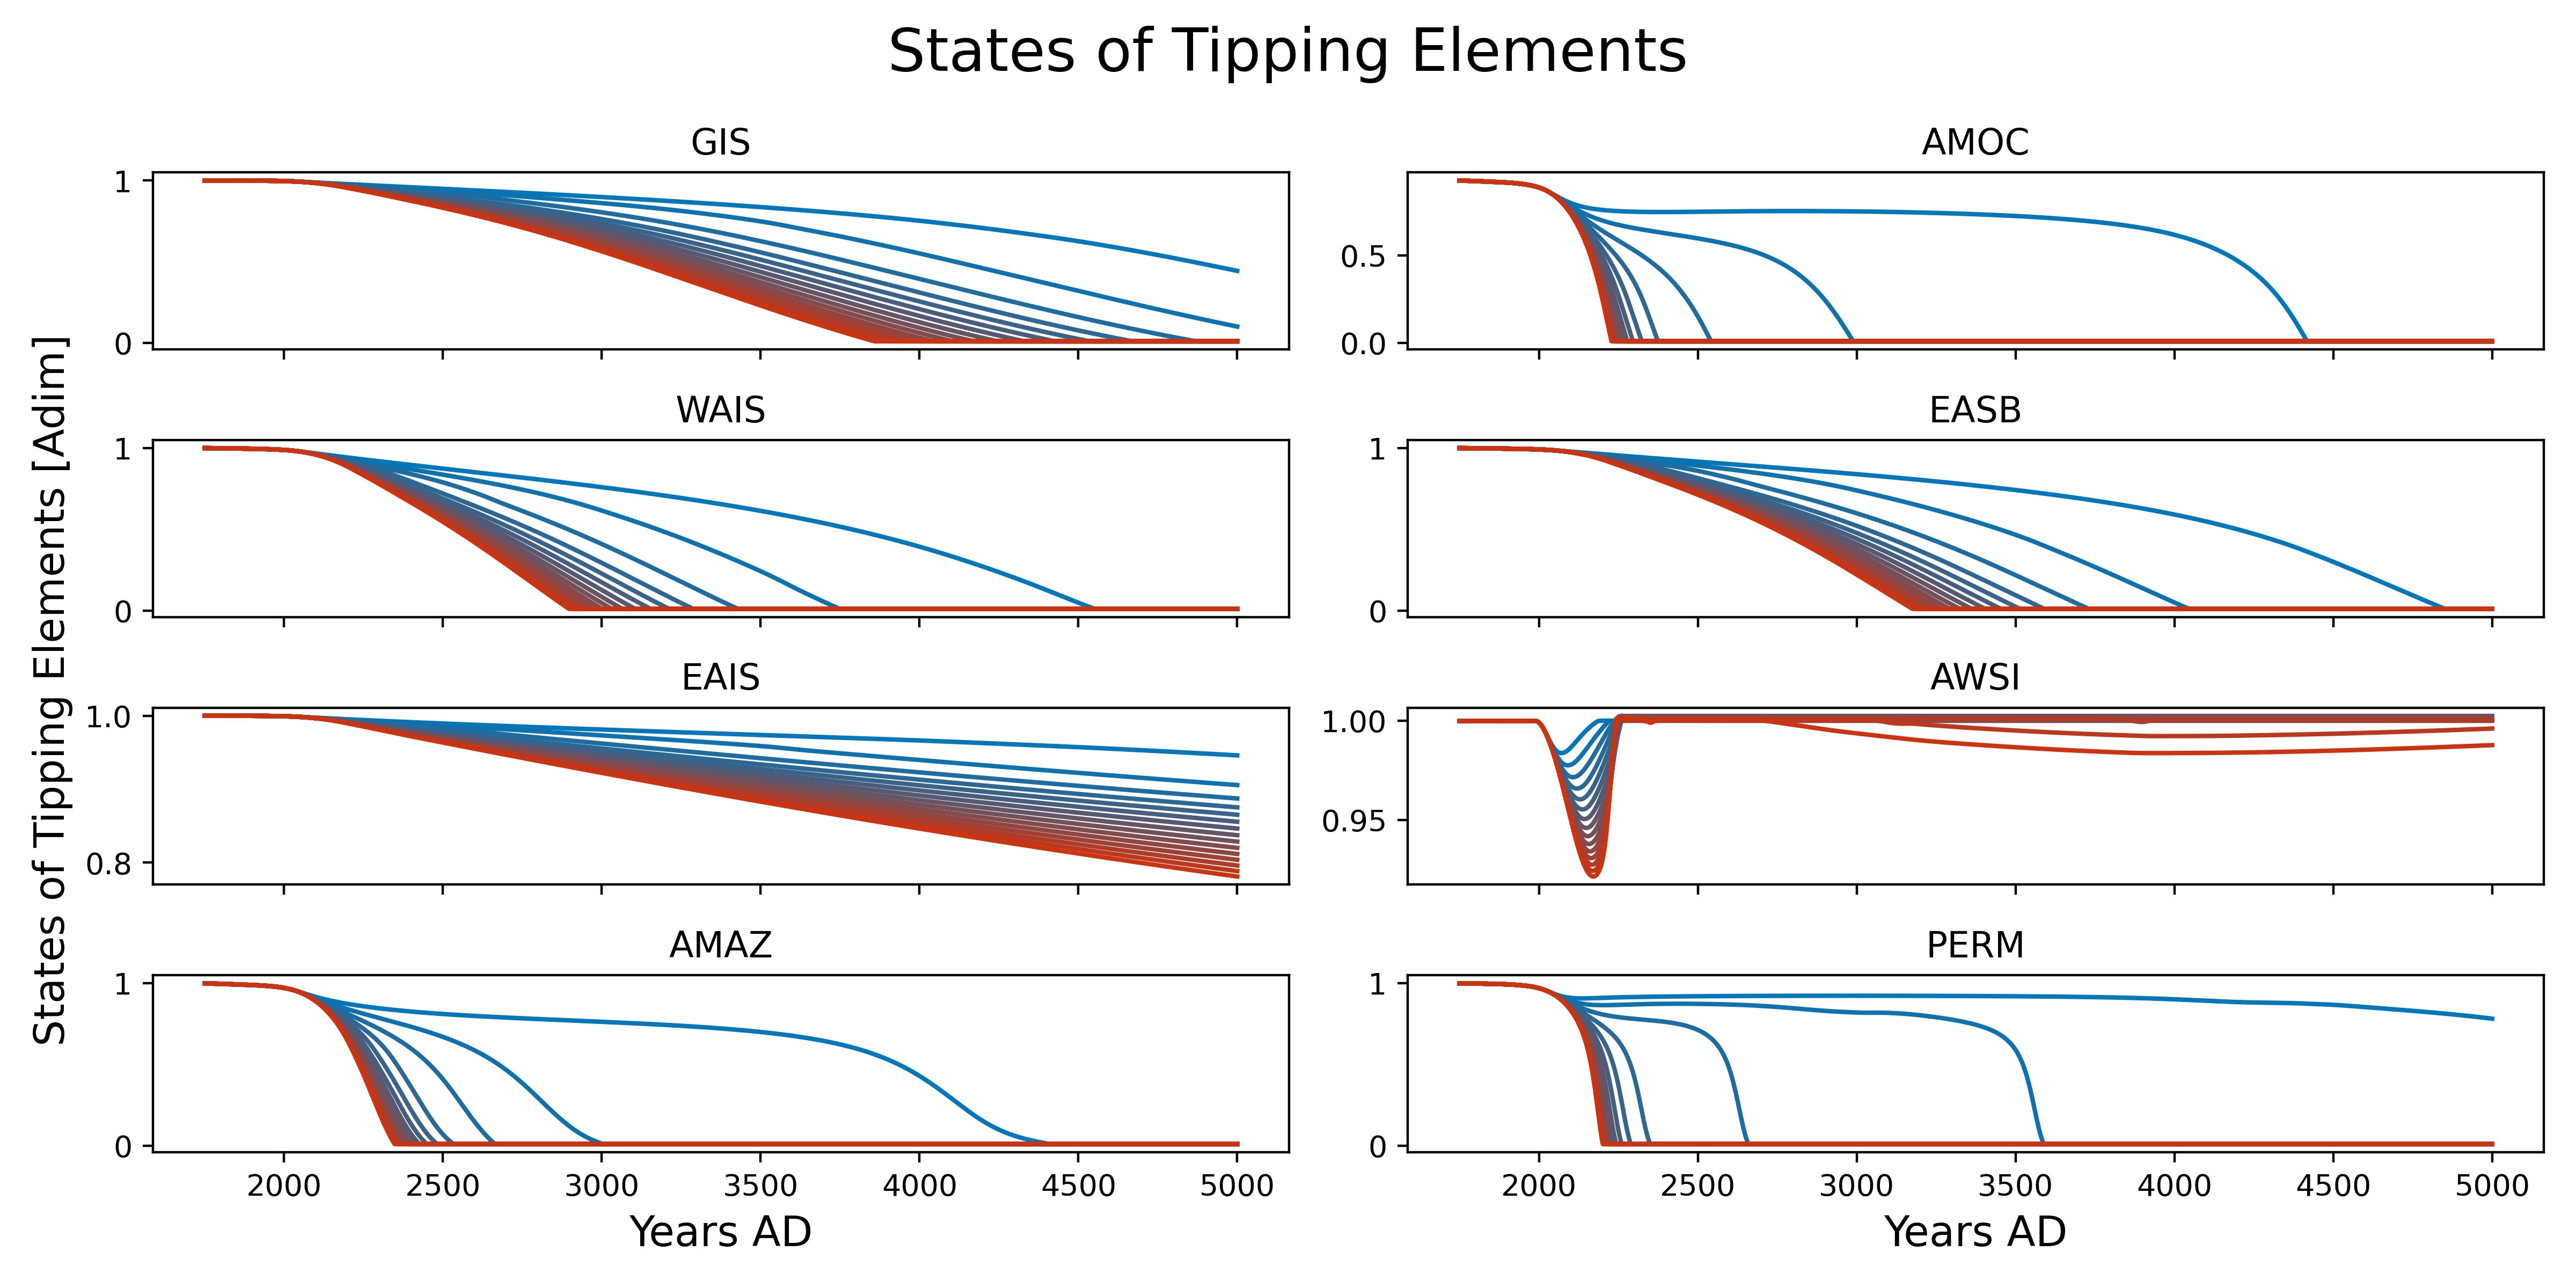 States of Tipping Elements
States of Tipping Elements [Adim]
GIS
1
0
AMOC
0.5
0.0
WAIS
1
0
EASB
1
0
EAIS
1.0
0.8
AWSI
1.00
0.95
AMAZ
1
0
2000 2500 3000 3500 4000 4500 5000
Years AD
PERM
1
0
2000 2500 3000 3500 4000 4500 5000
Years AD